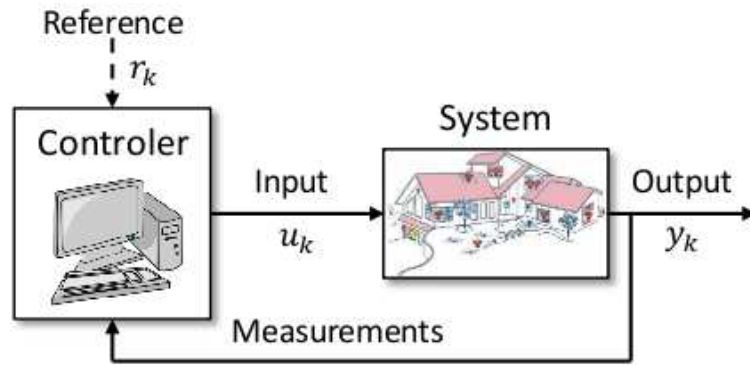 Reference
r_k
Controler
System
Input
u_k
Output
y_k
Measurements